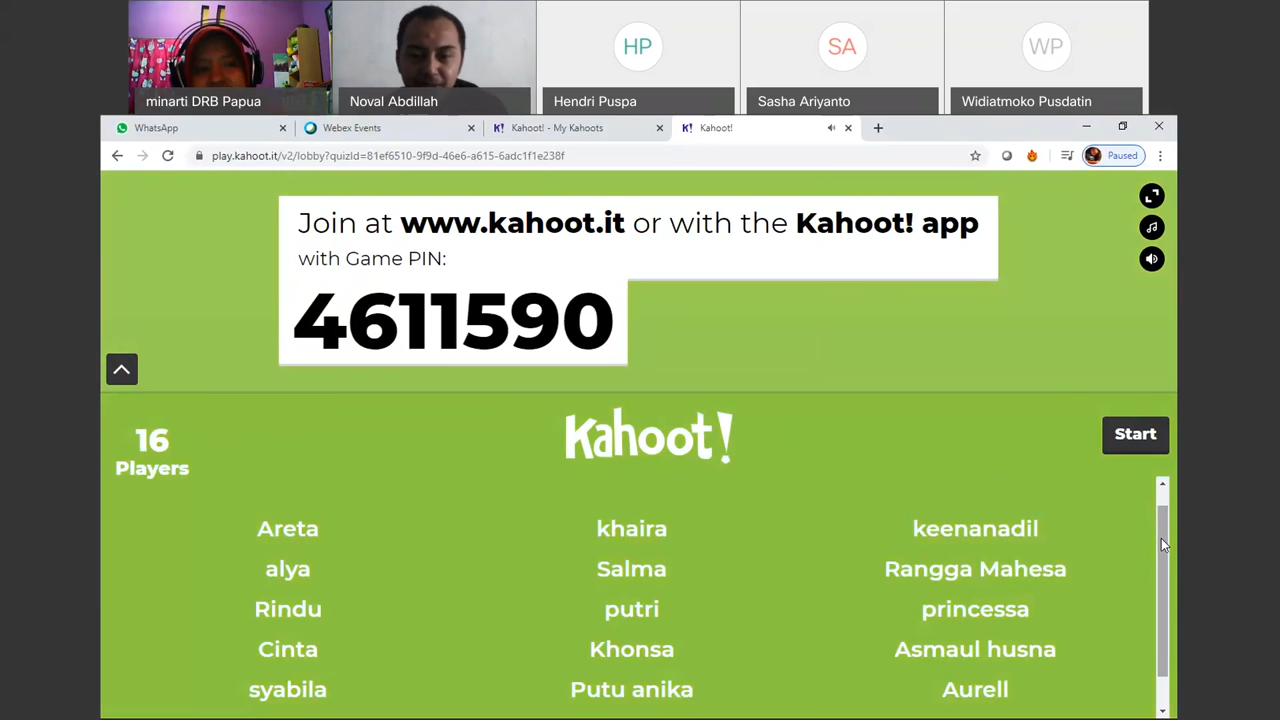 HP
SA
WP
minarti DRB Papua
Noval Abdillah
Hendri Puspa
Sasha Ariyanto
Widiatmoko Pusdatin
WhatsApp
Webex Events
K! Kahoot! - My Kahoots
K! Kahoot!
play.kahoot.it/v2/lobby?quizId=81ef6510-9f9d-46e6-a615-6adc1f1e238f
Paused
Join at www.kahoot.it or with the Kahoot! app
with Game PIN:
4611590
16
Players
Kahoot!
Start
Areta khaira keenanadil
alya Salma Rangga Mahesa
Rindu putri princessa
Cinta Khonsa Asmaul husna
syabila Putu anika Aurell